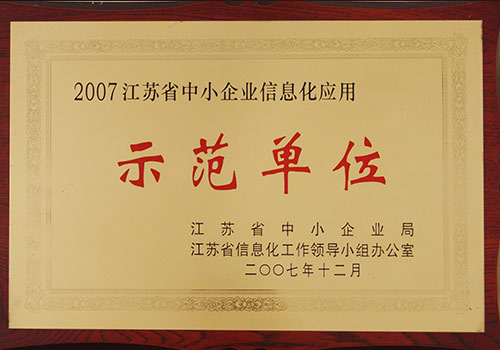 2007江苏省中小企业信息化应用
示范单位
江苏省中小企业局
江苏省信息化工作领导小组办公室
二〇〇七年十二月